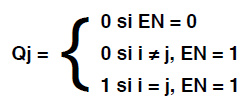 0 si EN = 0
Qj = { 0 si i ≠ j, EN = 1
1 si i = j, EN = 1